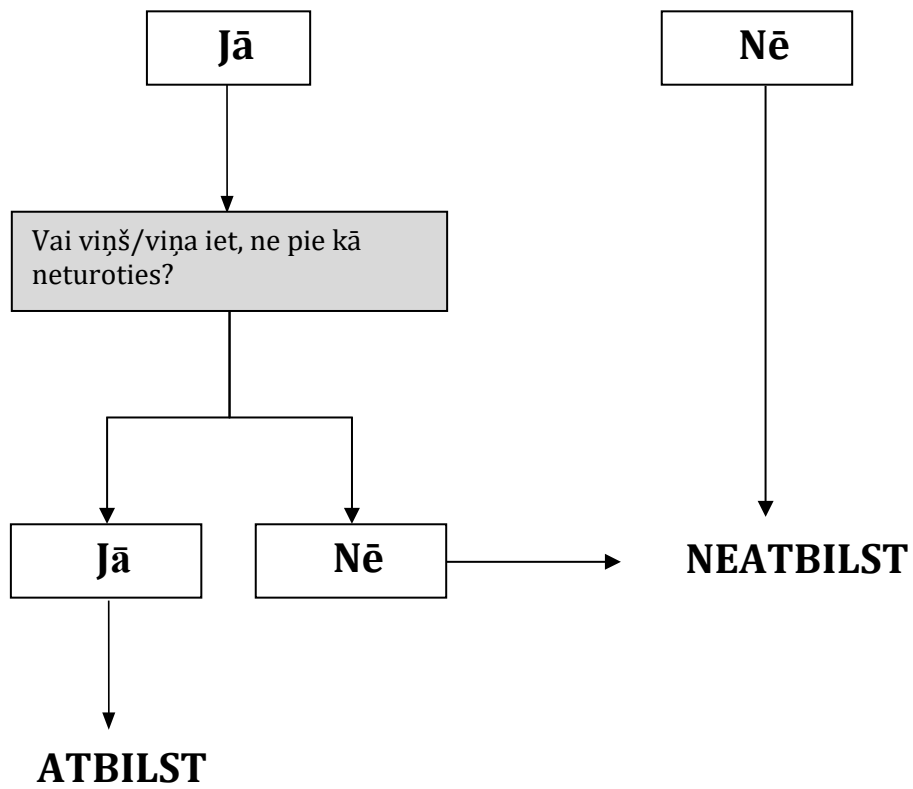 Jā
Nē
Vai viņš/viņa iet, ne pie kā
neturoties?
Jā
Nē
NEATBILST
ATBILST